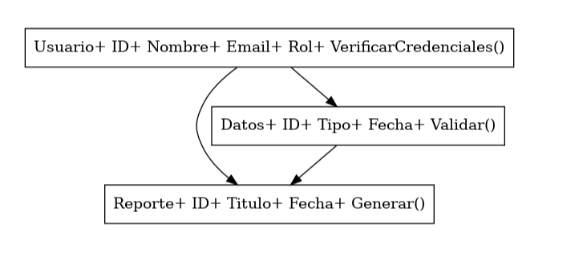 Usuario+ ID+ Nombre+ Email+ Rol+ VerificarCredenciales()
Datos+ ID+ Tipo+ Fecha+ Validar()
Reporte+ ID+ Titulo+ Fecha+ Generar()